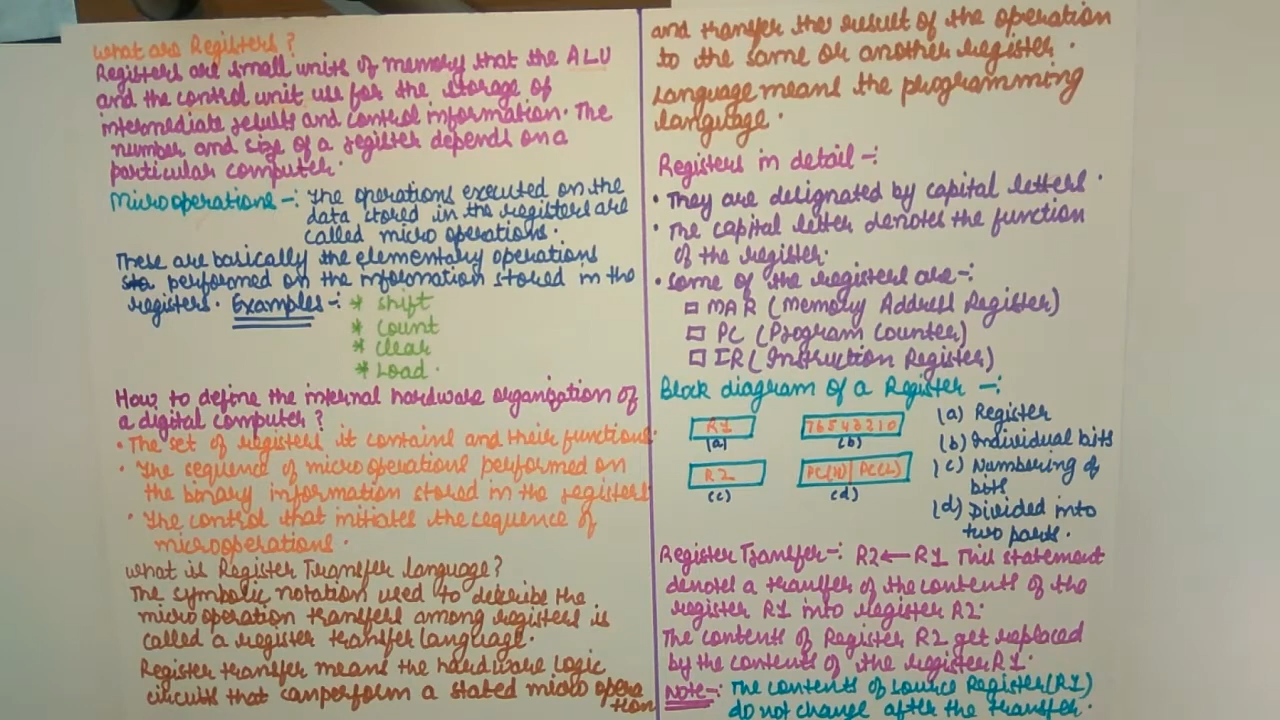 What are Registers?
Registers are small units of memory that the ALU
and the control unit use for the storage of
intermediate results and control information. The
number and size of a register depends on a
particular computer.
Microoperations -: The operations executed on the
data stored in the registers are
called micro operations.
These are basically the elementary operations
performed on the information stored in the
registers. Examples -:
* shift
* count
* clear
* Load.
How to define the internal hardware organization of
a digital computer?
• The set of registers it contains and their functions.
• The sequence of microoperations performed on
the binary information stored in the registers
• The control that initiates the sequence of
microoperations.
What is Register Transfer language?
The symbolic notation used to describe the
micro operation transfers among registers is
called a register transfer language.
Register transfer means the hardware logic
circuits that can perform a stated micro opera
tion
and transfer the result of the operation
to the same or another register.
Language means the programming
language.
Registers in detail -:
• They are designated by capital letters.
• The capital letter denotes the function
of the register.
• Some of the registers are -:
MAR (Memory Address Register)
PC (Program Counter)
IR (Instruction Register)
Block diagram of a Register -:
R1
(a)
7 6 5 4 3 2 1 0
(b)
R2
(c)
PC(H) PC(L)
(d)
(a) Register
(b) Individual bits
(c) Numbering of
bits
(d) Divided into
two parts.
Register Transfer -: R2 ← R1 This statement
denotes a transfer of the contents of the
register R1 into register R2.
The contents of Register R2 get replaced
by the contents of the register R1.
Note -: The contents of source Register (R1)
do not change after the transfer.